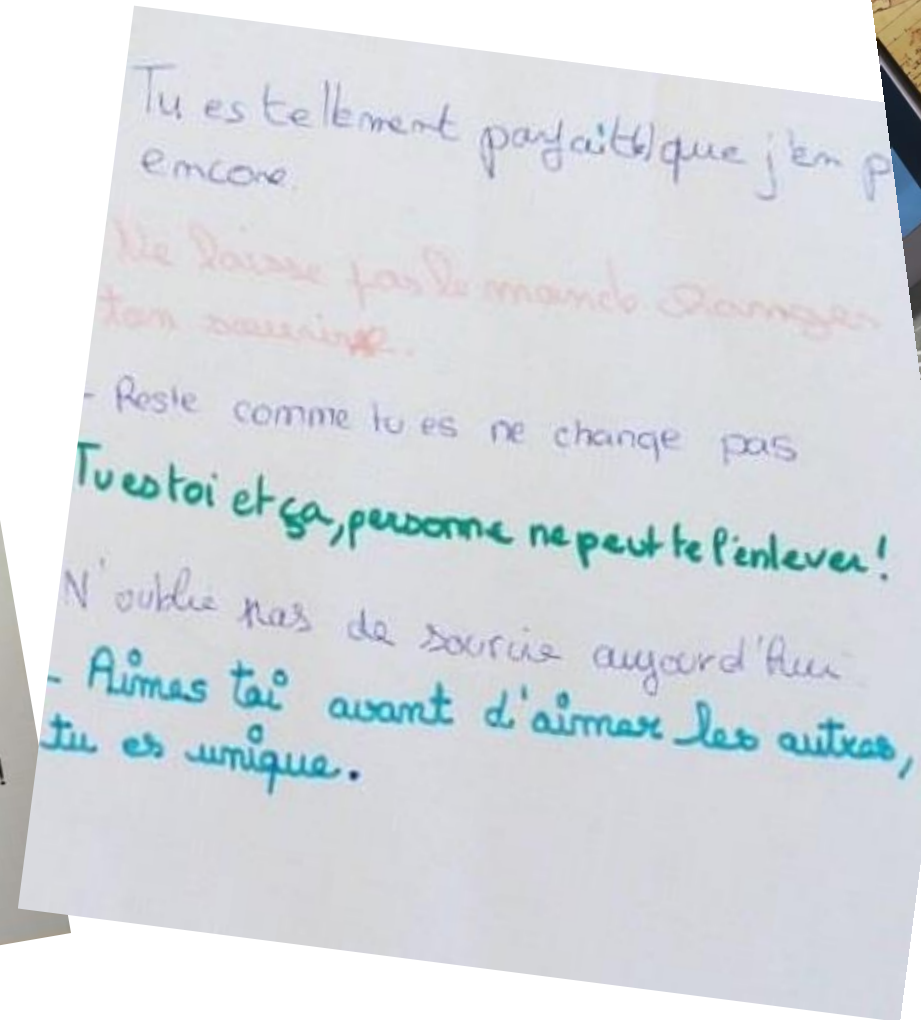 Tu es tellement parfait(e) que j'en
encore.
Ne laisse pas le monde changer
ton sourire.
- Reste comme tu es ne change pas
Tu es toi et ça, personne ne peut te l'enlever!
N'oublie pas de sourire aujourd'hui
- Aimes toi avant d'aimer les autres,
tu es unique.